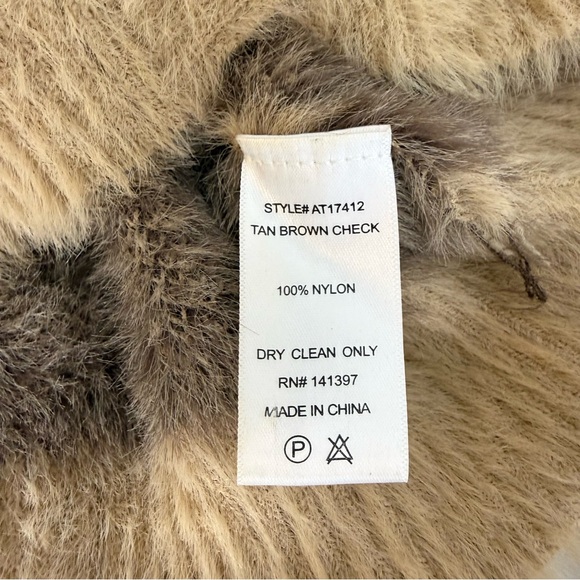 STYLE# AT17412
TAN BROWN CHECK
100% NYLON
DRY CLEAN ONLY
RN# 141397
MADE IN CHINA
P